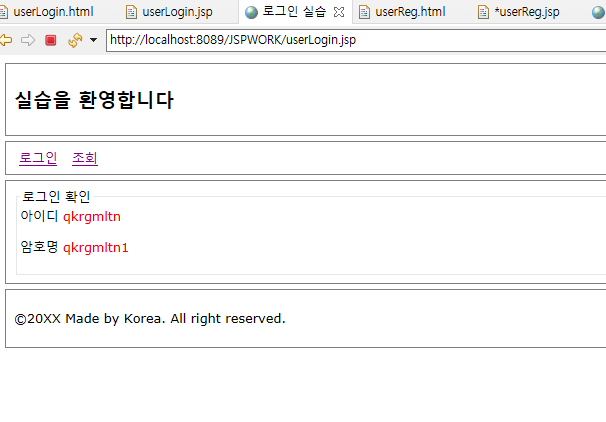 userLogin.html userLogin.jsp 로그인 실습 userReg.html *userReg.jsp
http://localhost:8089/JSPWORK/userLogin.jsp
실습을 환영합니다
로그인 조회
로그인 확인
아이디 qkrgmltn
암호명 qkrgmltn1
©20XX Made by Korea. All right reserved.